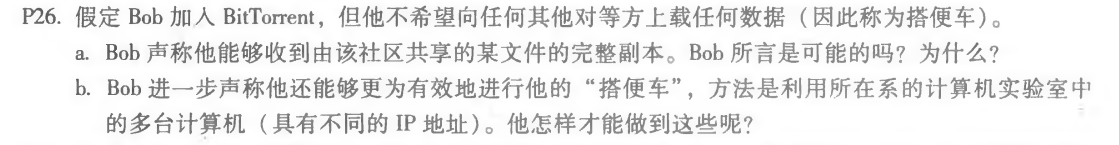 P26. 假定 Bob 加入 BitTorrent，但他不希望向任何其他对等方上载任何数据（因此称为搭便车）。
a. Bob 声称他能够收到由该社区共享的某文件的完整副本。Bob 所言是可能的吗？为什么？
b. Bob 进一步声称他还能够更为有效地进行他的“搭便车”，方法是利用所在系的计算机实验室中
的多台计算机（具有不同的 IP 地址）。他怎样才能做到这些呢？